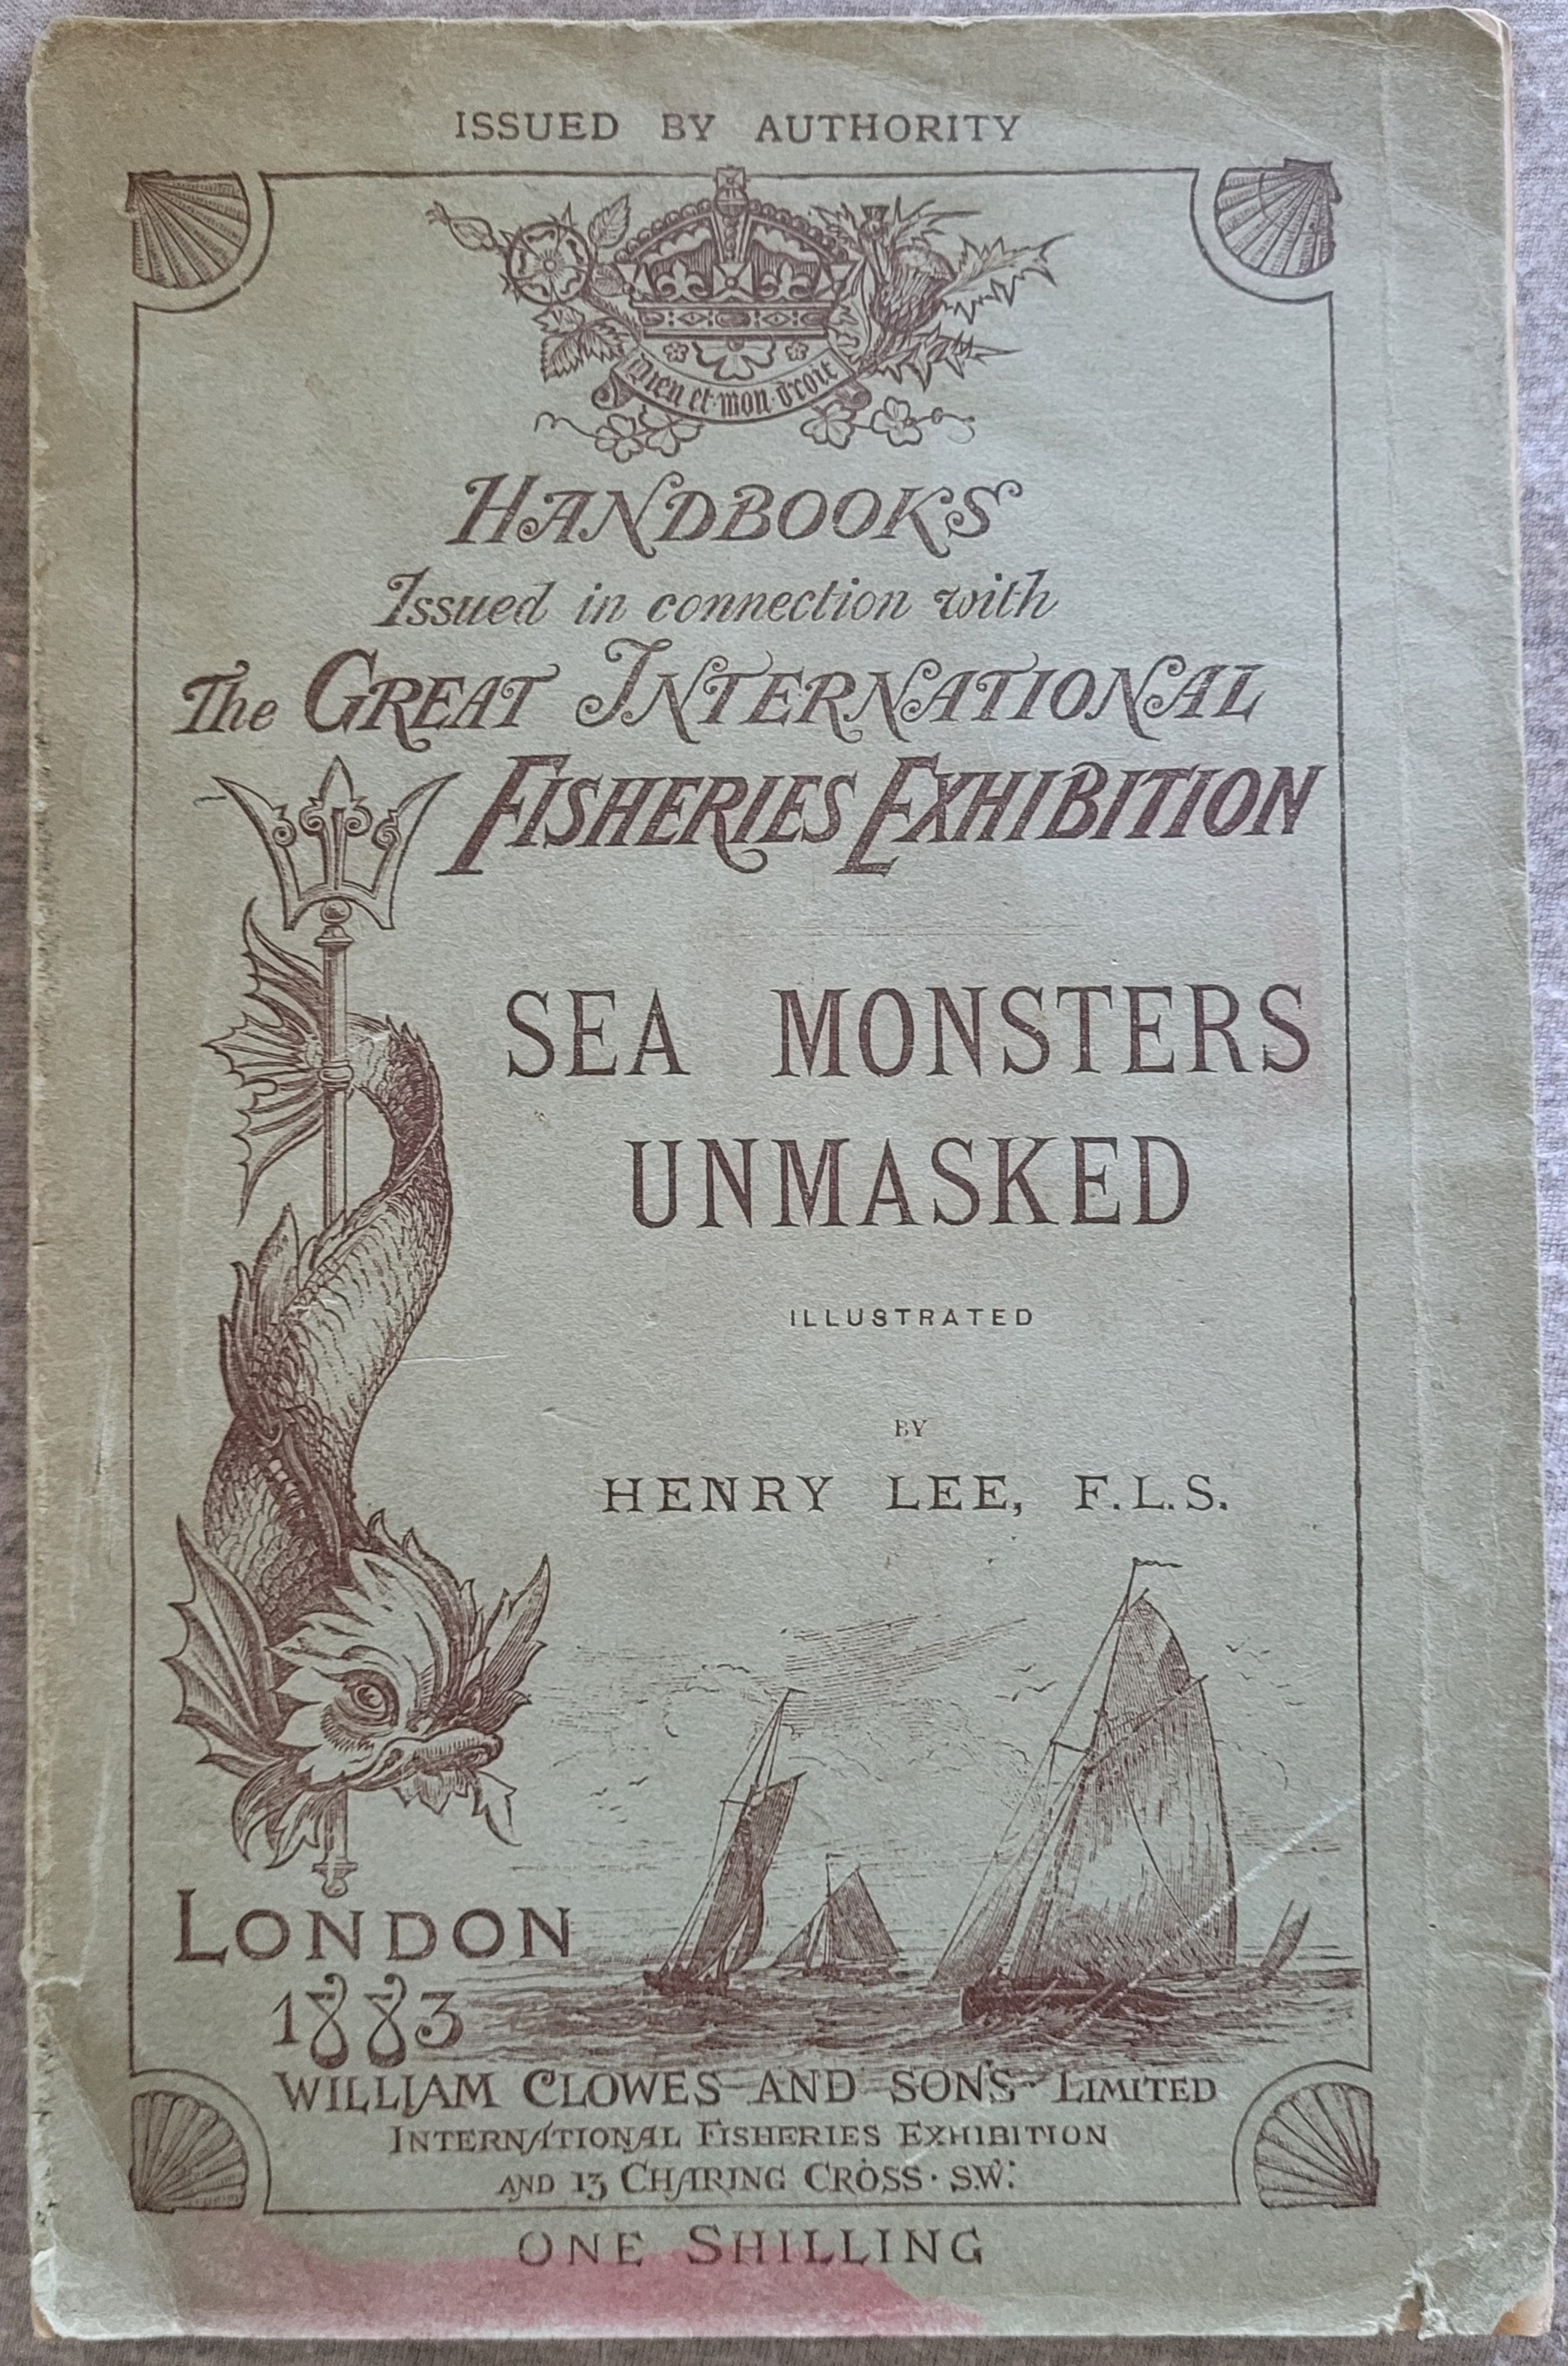 ISSUED BY AUTHORITY
Dieu et mon droit
HANDBOOKS
Issued in connection with
The GREAT INTERNATIONAL
FISHERIES EXHIBITION
SEA MONSTERS
UNMASKED
ILLUSTRATED
BY
HENRY LEE, F.L.S.
LONDON
1883
WILLIAM CLOWES AND SONS LIMITED
INTERNATIONAL FISHERIES EXHIBITION
AND 13 CHARING CROSS · S.W.
ONE SHILLING